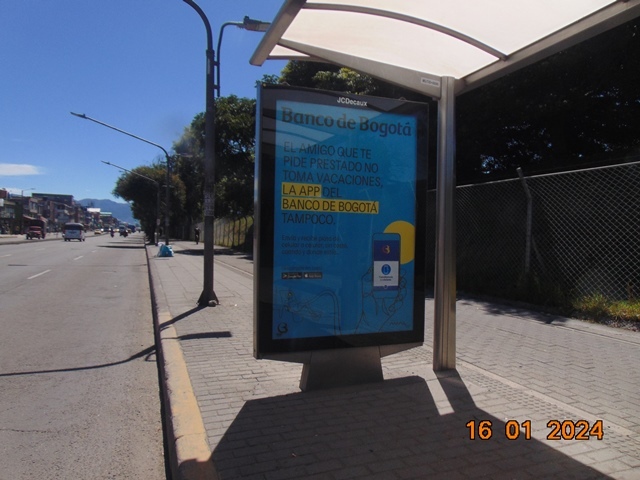 JCDecaux
Banco de Bogotá
EL AMIGO QUE TE
PIDE PRESTADO NO
TOMA VACACIONES,
LA APP DEL
BANCO DE BOGOTÁ
TAMPOCO.
16 01 2024